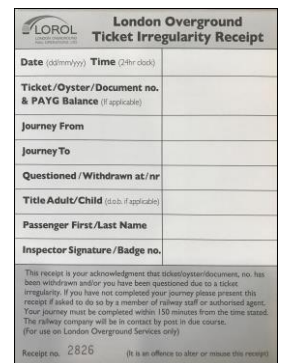 LOROL
London Overground
Ticket Irregularity Receipt
Date (dd/mm/yyy) Time (24hr clock)
Ticket/Oyster/Document no.
& PAYG Balance (If applicable)
Journey From
Journey To
Questioned / Withdrawn at/nr
Title Adult/Child (d.o.b. if applicable)
Passenger First/Last Name
Inspector Signature/Badge no.
This receipt is your acknowledgment that ticket/oyster/document, no. has
been withdrawn and/or you have been questioned due to a ticket
irregularity. If you have not completed your journey please present this
receipt if asked to do so by a member of railway staff or authorised agent.
Your journey must be completed within 150 minutes from the time stated.
The railway company will be in contact by post in due course.
(For use on London Overground Services only)
Receipt no. 2826 (It is an offence to alter or misuse this receipt)